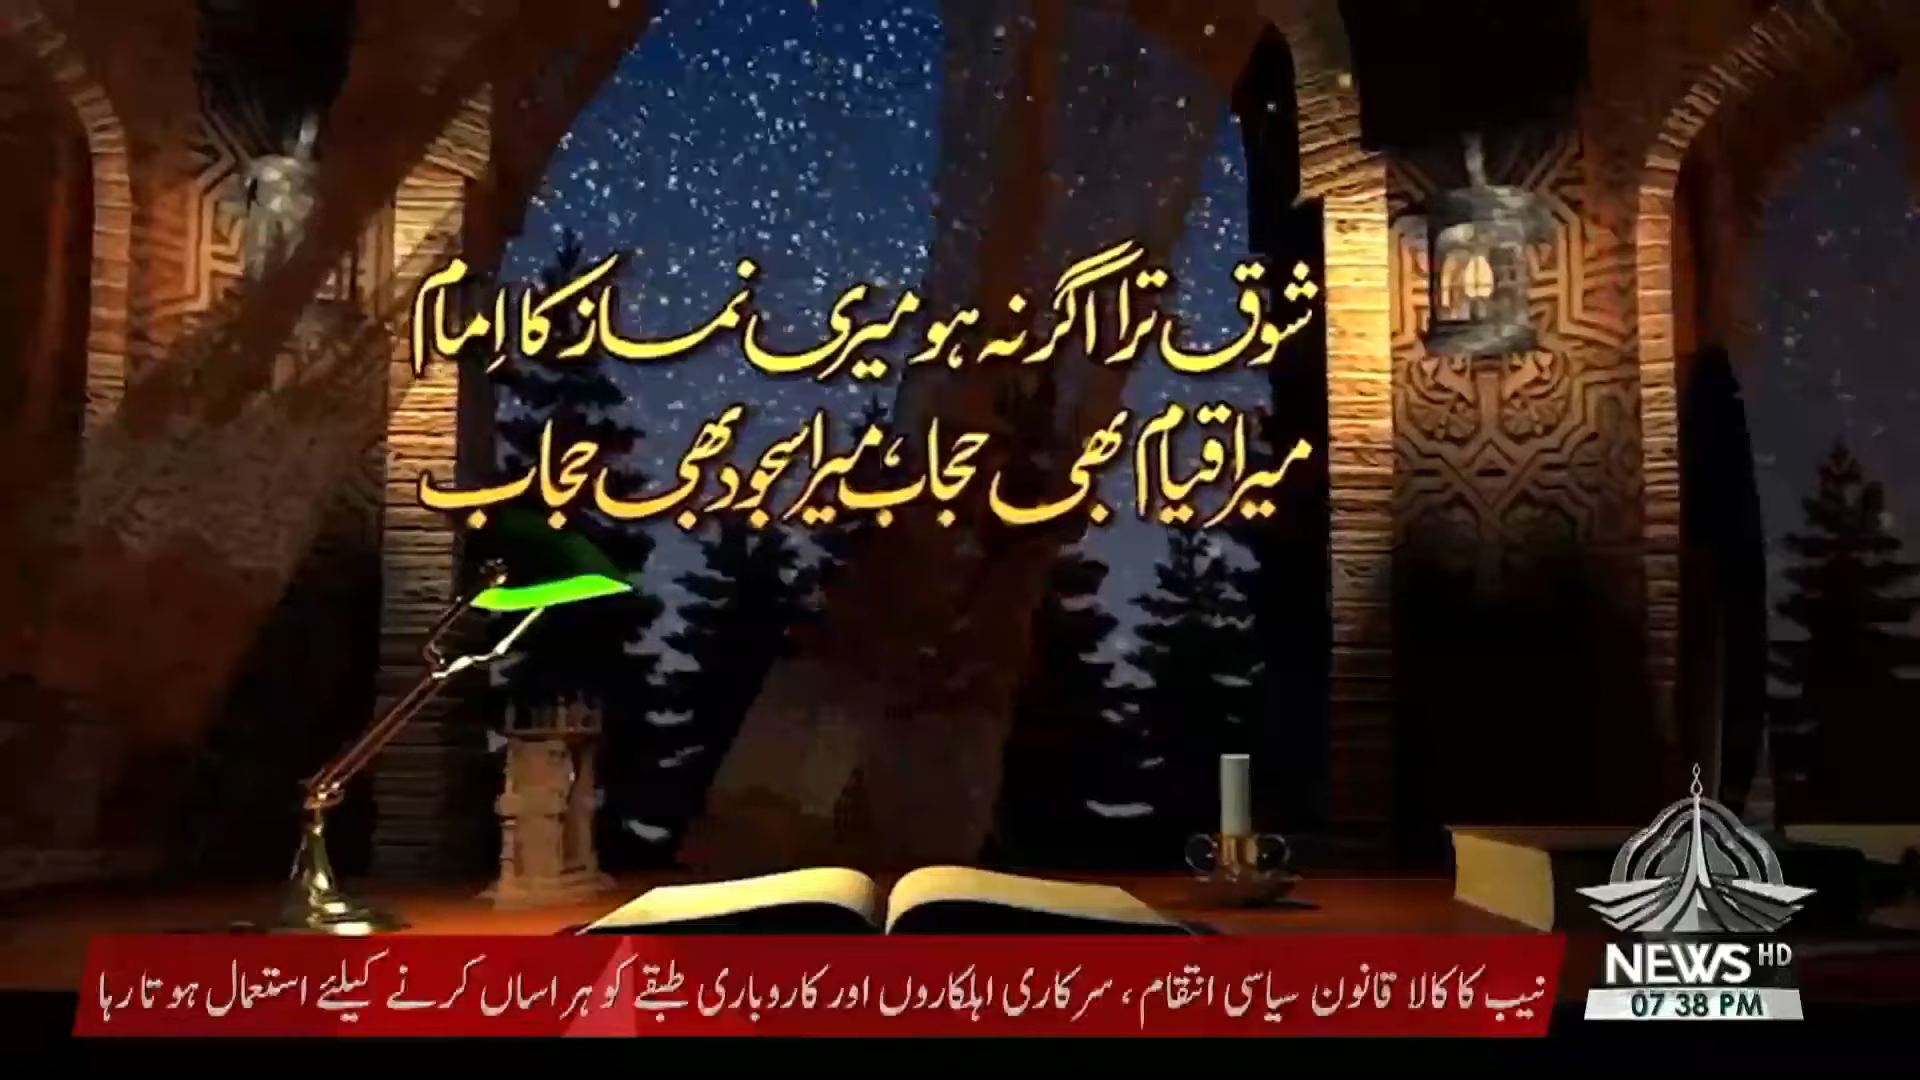 شوق ترا اگر نہ ہو میری نماز کا اِمام
میرا قیام بھی حجاب، میرا سجود بھی حجاب
نیب کا کالا قانون سیاسی انتقام، سرکاری اہلکاروں اور کاروباری طبقے کو ہراساں کرنے کیلئے استعمال ہوتا رہا
NEWS HD
07 38 PM